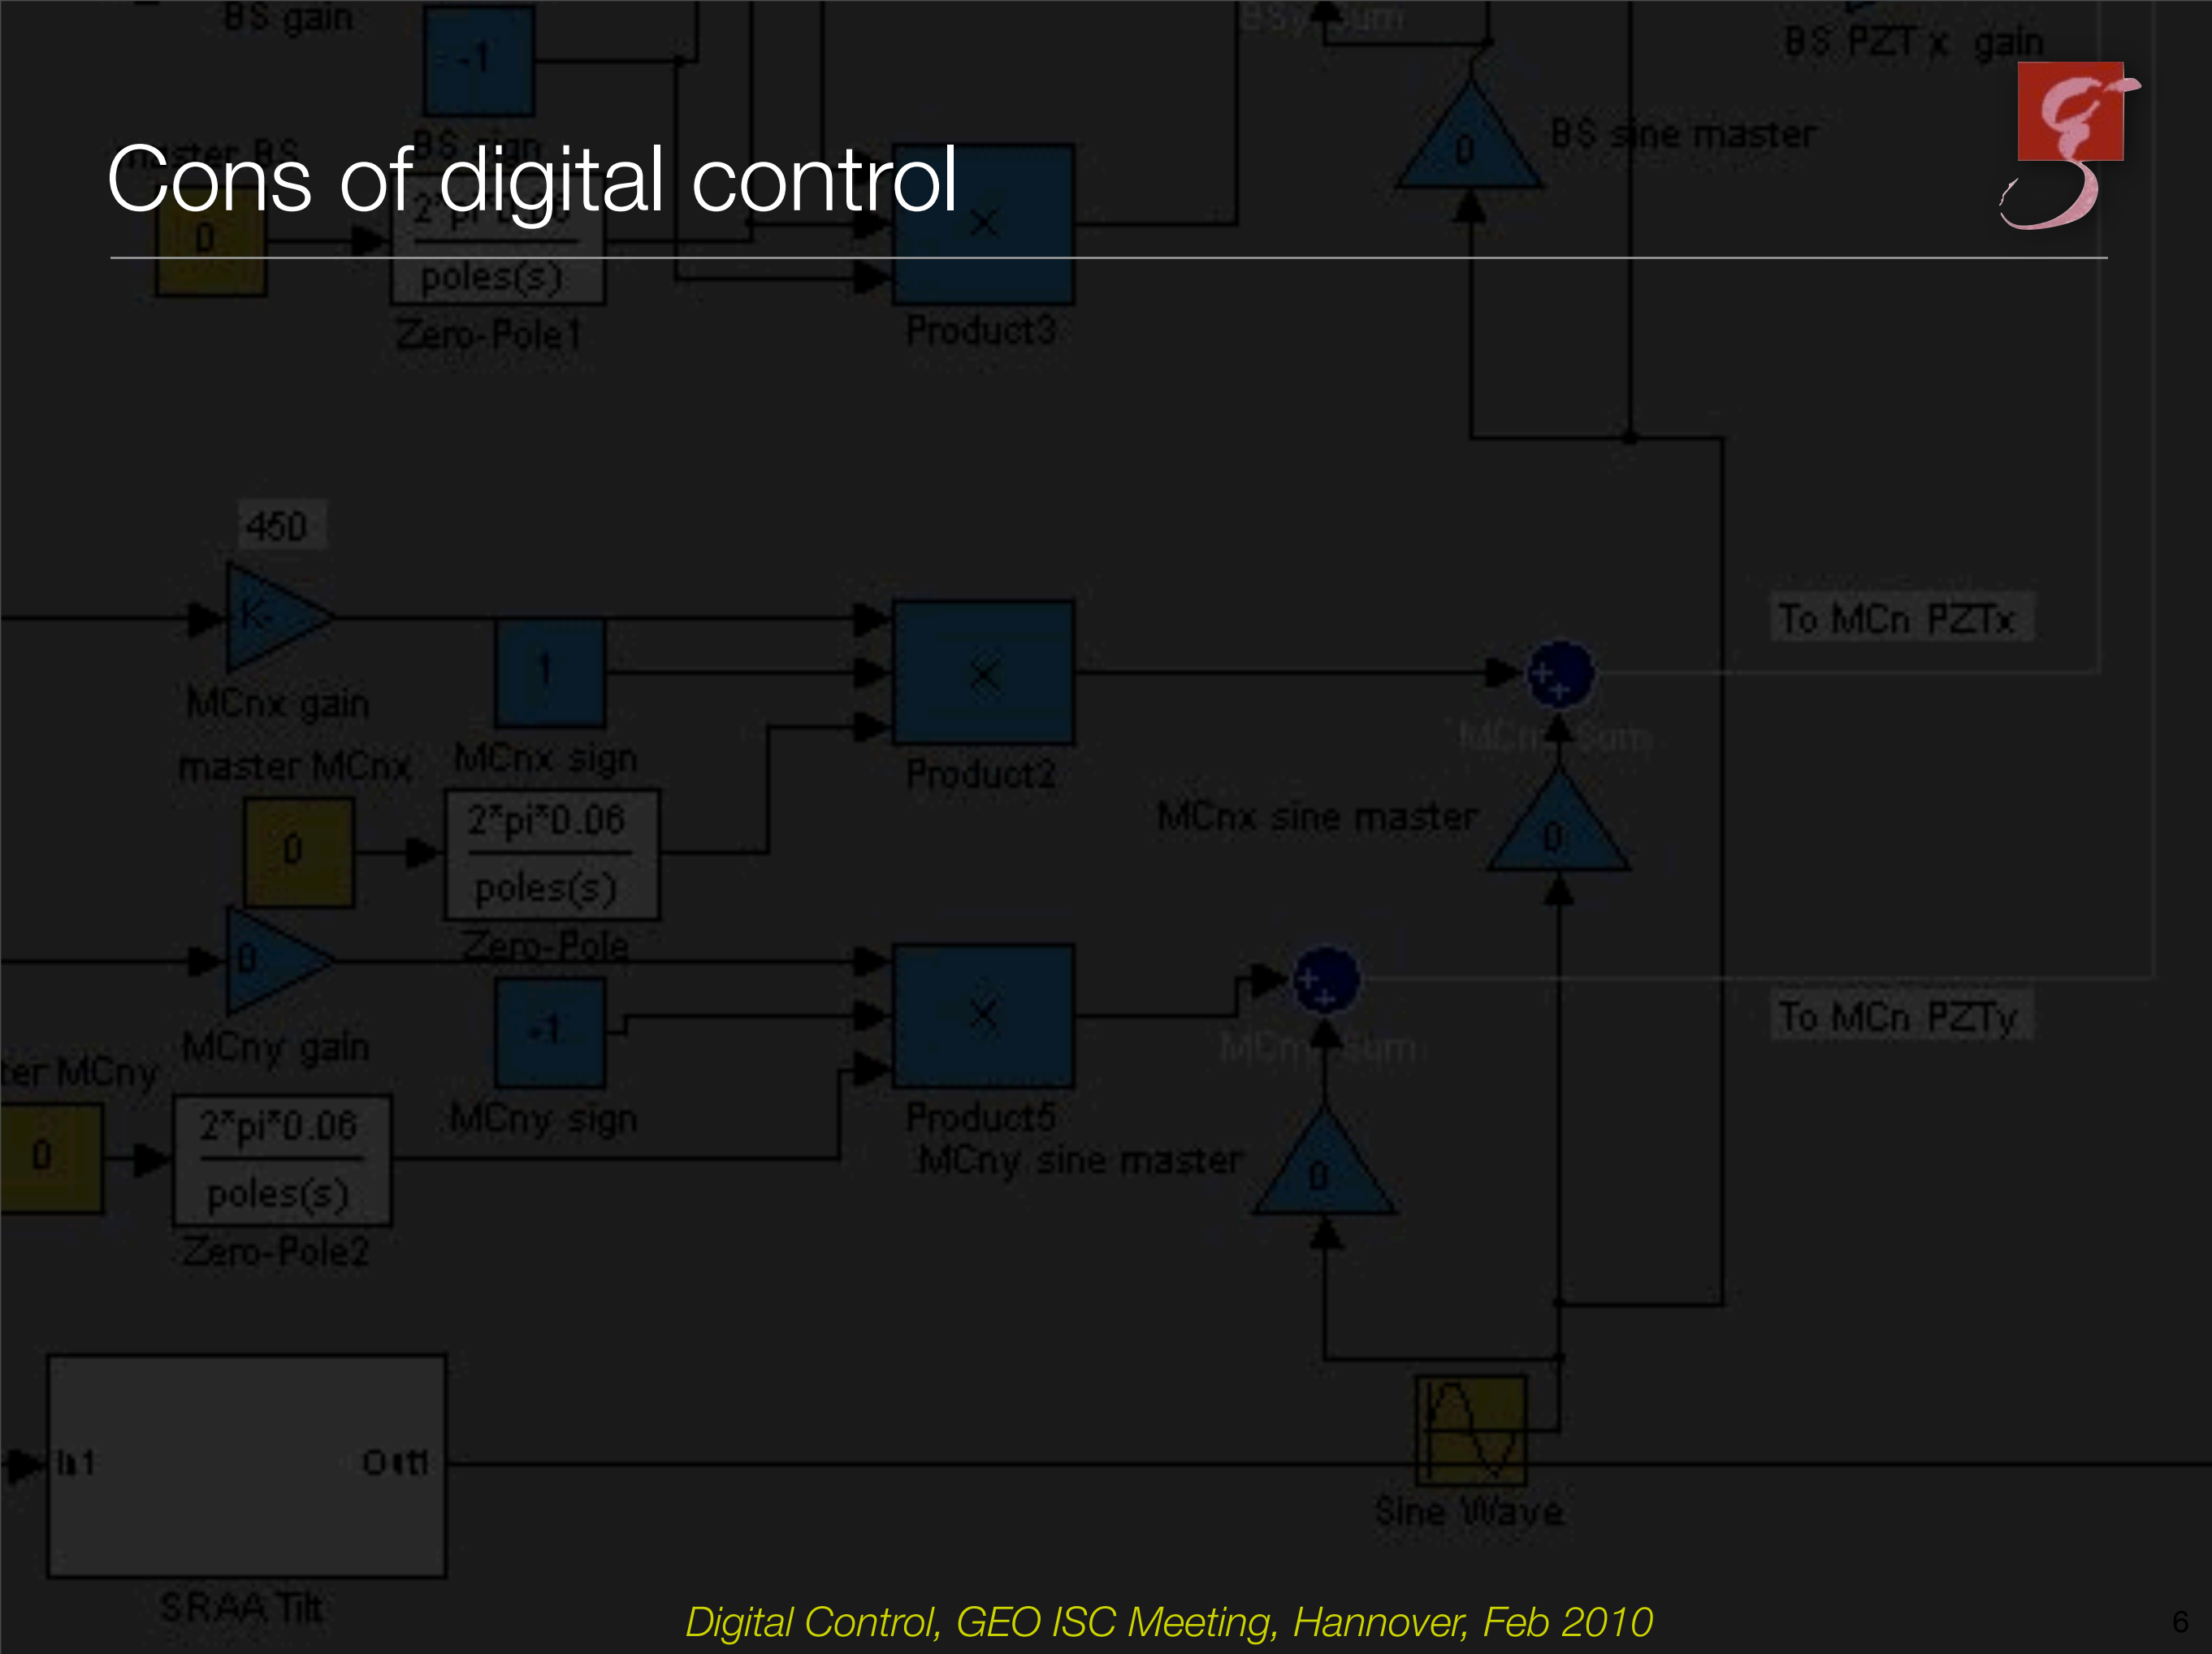 BS gain
-1
BS PZT x gain
BS sine master
0
Cons of digital control
BS sign
0
poles(s)
×
Zero-Pole1
Product3
450
K-
To MCn PZTx
1
×
MCnx gain
MCnx sign
master MCnx
Product2
2*pi*0.06
MCnx sine master
0
0
poles(s)
Zero-Pole
0
-1
×
To MCn PZTy
MCny gain
MCny sign
Product5
MCny
2*pi*0.06
MCny sine master
0
0
poles(s)
Zero-Pole2
In1
Out1
Sine Wave
SRAA Tilt
Digital Control, GEO ISC Meeting, Hannover, Feb 2010
6